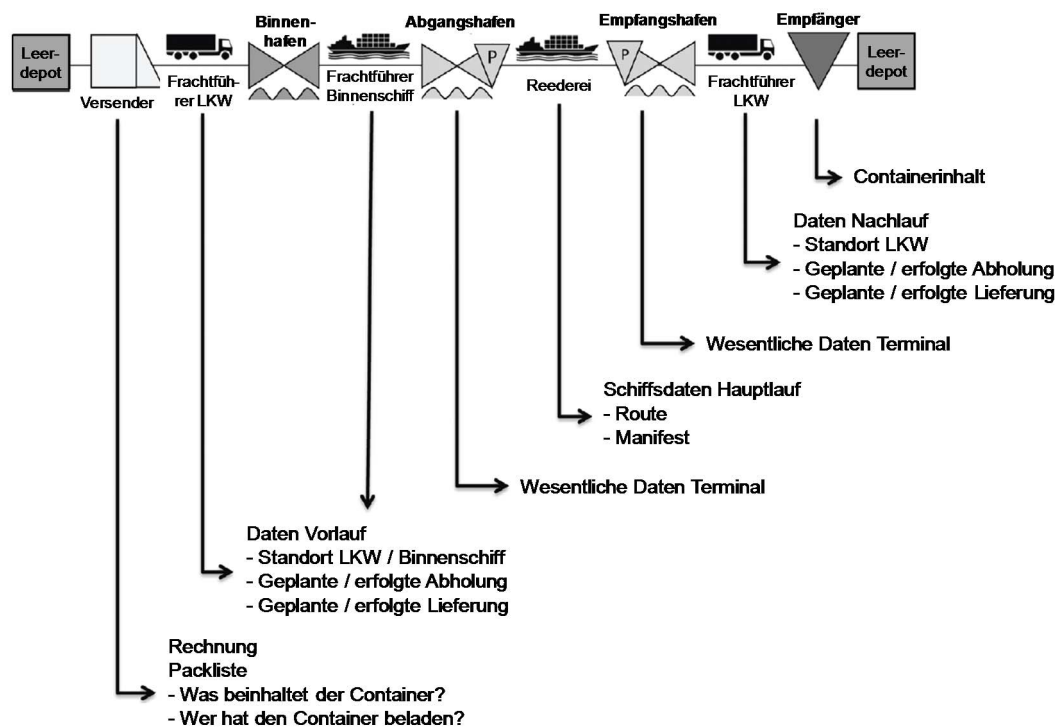 Leer-
depot
Versender
Frachtfüh-
rer LKW
Binnen-
hafen
Frachtführer
Binnenschiff
Abgangshafen
P
Reederei
Empfangshafen
P
Frachtführer
LKW
Empfänger
Leer-
depot
Containerinhalt
Daten Nachlauf
- Standort LKW
- Geplante / erfolgte Abholung
- Geplante / erfolgte Lieferung
Wesentliche Daten Terminal
Schiffsdaten Hauptlauf
- Route
- Manifest
Wesentliche Daten Terminal
Daten Vorlauf
- Standort LKW / Binnenschiff
- Geplante / erfolgte Abholung
- Geplante / erfolgte Lieferung
Rechnung
Packliste
- Was beinhaltet der Container?
- Wer hat den Container beladen?